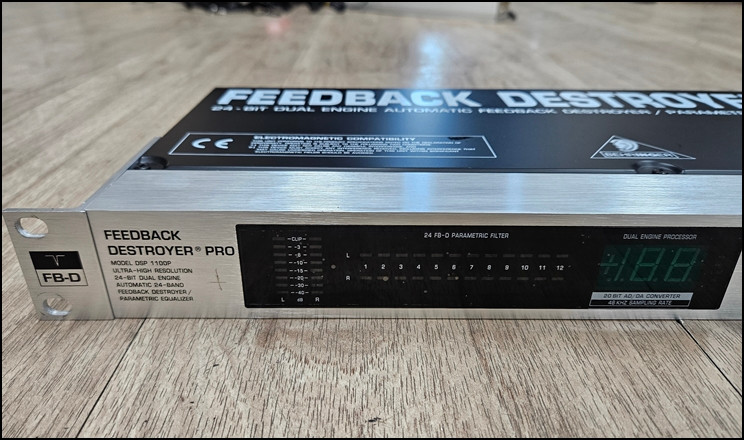 FEEDBACK DESTROYE
24-BIT DUAL ENGINE AUTOMATIC FEEDBACK DESTROYER / PARAMET
CE
ELECTROMAGNETIC COMPATIBILITY
BEHRINGER
FEEDBACK
DESTROYER® PRO
MODEL DSP 1100P
ULTRA-HIGH RESOLUTION
24-BIT DUAL ENGINE
AUTOMATIC 24-BAND
FEEDBACK DESTROYER/
PARAMETRIC EQUALIZER
FB-D
CLIP
-3
-6
-10
-15
-20
-30
-40
L dB R
24 FB-D PARAMETRIC FILTER
L
R
1 2 3 4 5 6 7 8 9 10 11 12
DUAL ENGINE PROCESSOR
20 BIT AD/DA CONVERTER
48 KHZ SAMPLING RATE